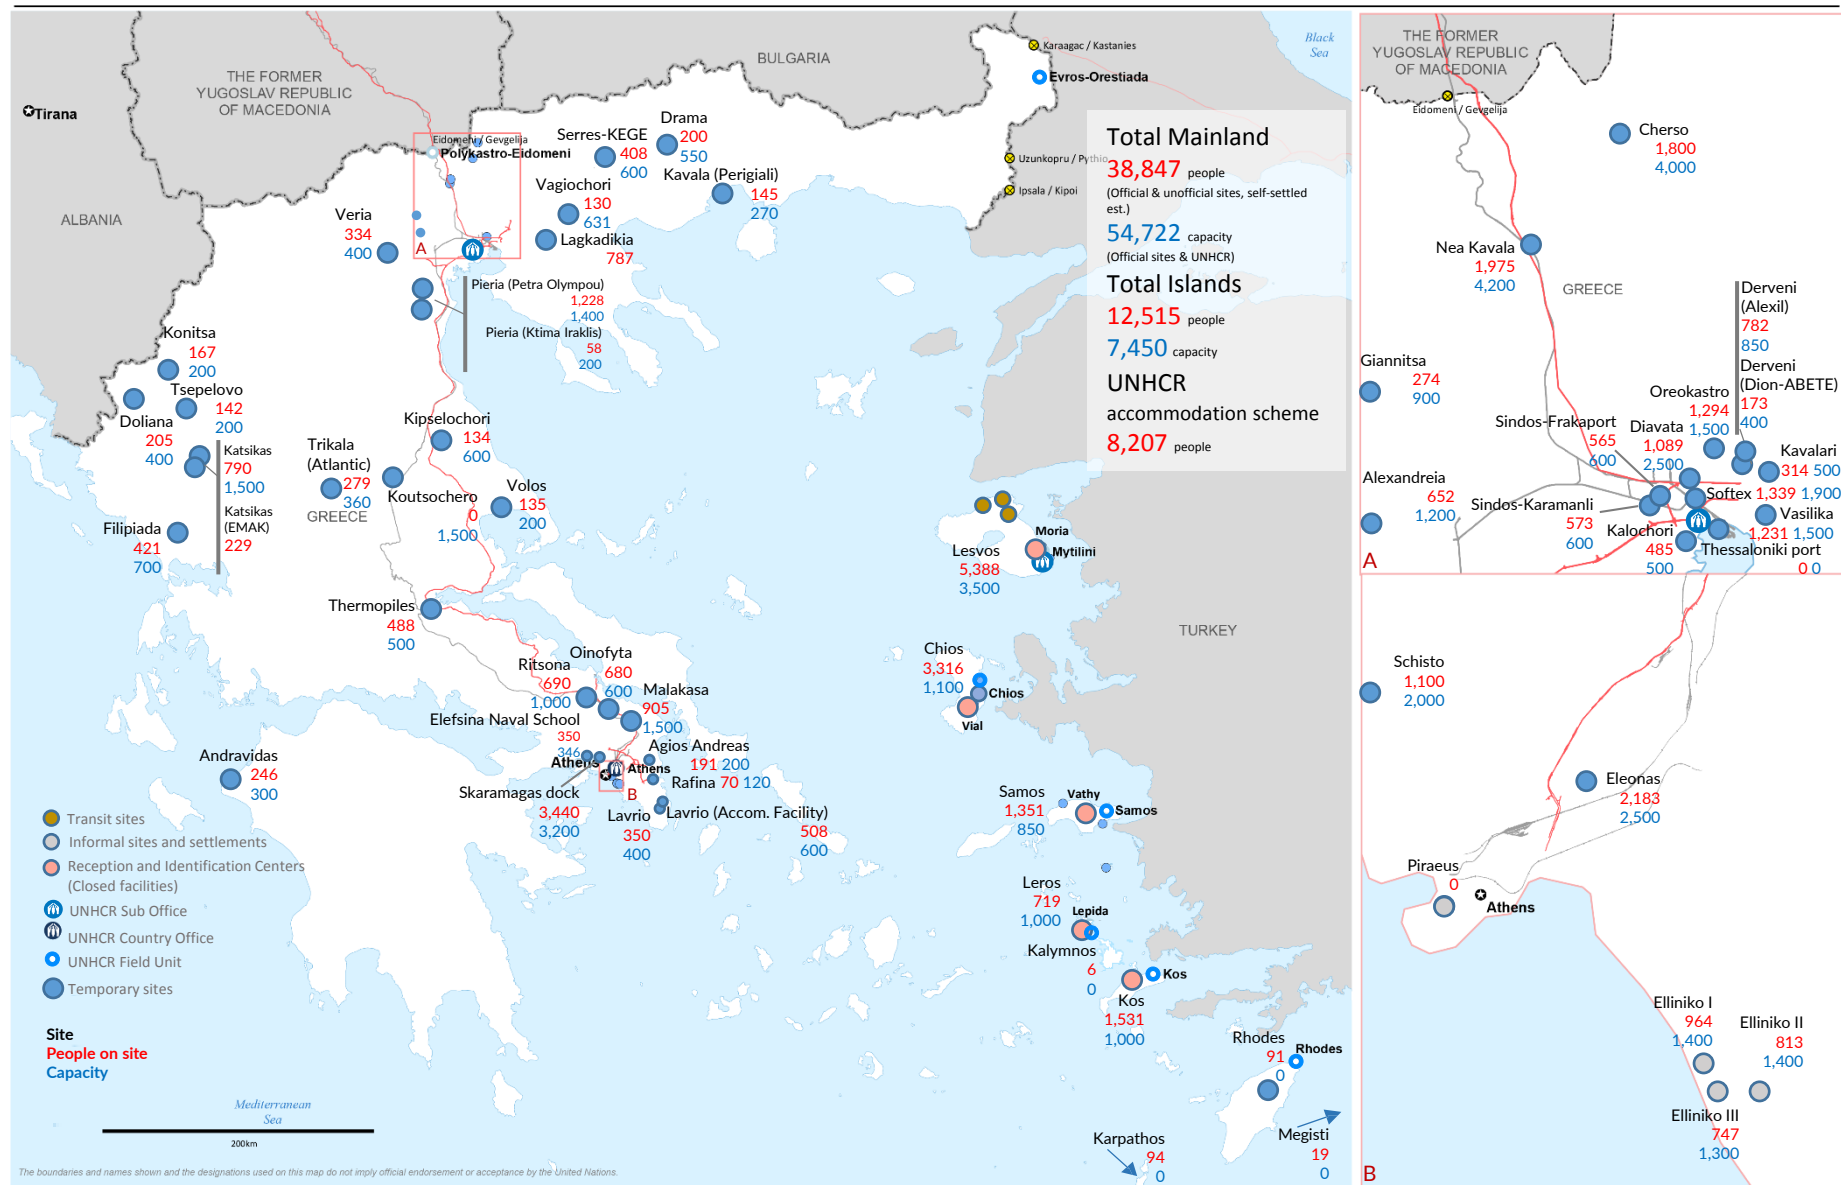 THE FORMER
YUGOSLAV REPUBLIC
OF MACEDONIA
BULGARIA
Black
Sea
Karaagac / Kastanies
Evros-Orestiada
Tirana
ALBANIA
Eidomeni / Gevgelija
Polykastro-Eidomeni
Serres-KEGE
408
600
Drama
200
550
Kavala (Perigiali)
145
270
Vagiochori
130
631
Lagkadikia
787
Veria
334
400
A
Uzunkopru / Pythio
Ipsala / Kipoi
Total Mainland
38,847 people
(Official & unofficial sites, self-settled
est.)
54,722 capacity
(Official sites & UNHCR)
Total Islands
12,515 people
7,450 capacity
UNHCR
accommodation scheme
8,207 people
Pieria (Petra Olympou)
1,228
1,400
Pieria (Ktima Iraklis)
58
200
Konitsa
167
200
Tsepelovo
142
200
Doliana
205
400
Katsikas
790
1,500
Katsikas
(EMAK)
229
Filipiada
421
700
Trikala
(Atlantic)
279
360
GREECE
Kipselochori
134
600
Koutsochero
0
1,500
Volos
135
200
Thermopiles
488
500
Lesvos
5,388
3,500
Moria
Mytilini
TURKEY
Ritsona
690
1,000
Oinofyta
680
600
Malakasa
905
1,500
Elefsina Naval School
350
346
Athens
Athens
B
Agios Andreas
191 200
Rafina 70 120
Skaramagas dock
3,440
3,200
Lavrio
350
400
Lavrio (Accom. Facility)
508
600
Andravidas
246
300
Chios
3,316
1,100
Chios
Vial
Samos
1,351
850
Vathy
Samos
Leros
719
1,000
Lepida
Kalymnos
6
0
Kos
Kos
1,531
1,000
Rhodes
91
0
Rhodes
Karpathos
94
0
Megisti
19
0
Transit sites
Informal sites and settlements
Reception and Identification Centers
(Closed facilities)
UNHCR Sub Office
UNHCR Country Office
UNHCR Field Unit
Temporary sites
Site
People on site
Capacity
Mediterranean
Sea
200km
The boundaries and names shown and the designations used on this map do not imply official endorsement or acceptance by the United Nations.
THE FORMER
YUGOSLAV REPUBLIC
OF MACEDONIA
Eidomeni / Gevgelija
Cherso
1,800
4,000
Nea Kavala
1,975
4,200
GREECE
Derveni
(Alexil)
782
850
Derveni
(Dion-ABETE)
173
400
Giannitsa
274
900
Oreokastro
1,294
1,500
Sindos-Frakaport
565
600
Diavata
1,089
2,500
Kavalari
314 500
Alexandreia
652
1,200
Sindos-Karamanli
573
600
Softex 1,339 1,900
Vasilika
1,231 1,500
Kalochori
485
500
Thessaloniki port
0 0
A
Schisto
1,100
2,000
Eleonas
2,183
2,500
Piraeus
0
Athens
Elliniko I
964
1,400
Elliniko II
813
1,400
Elliniko III
747
1,300
B